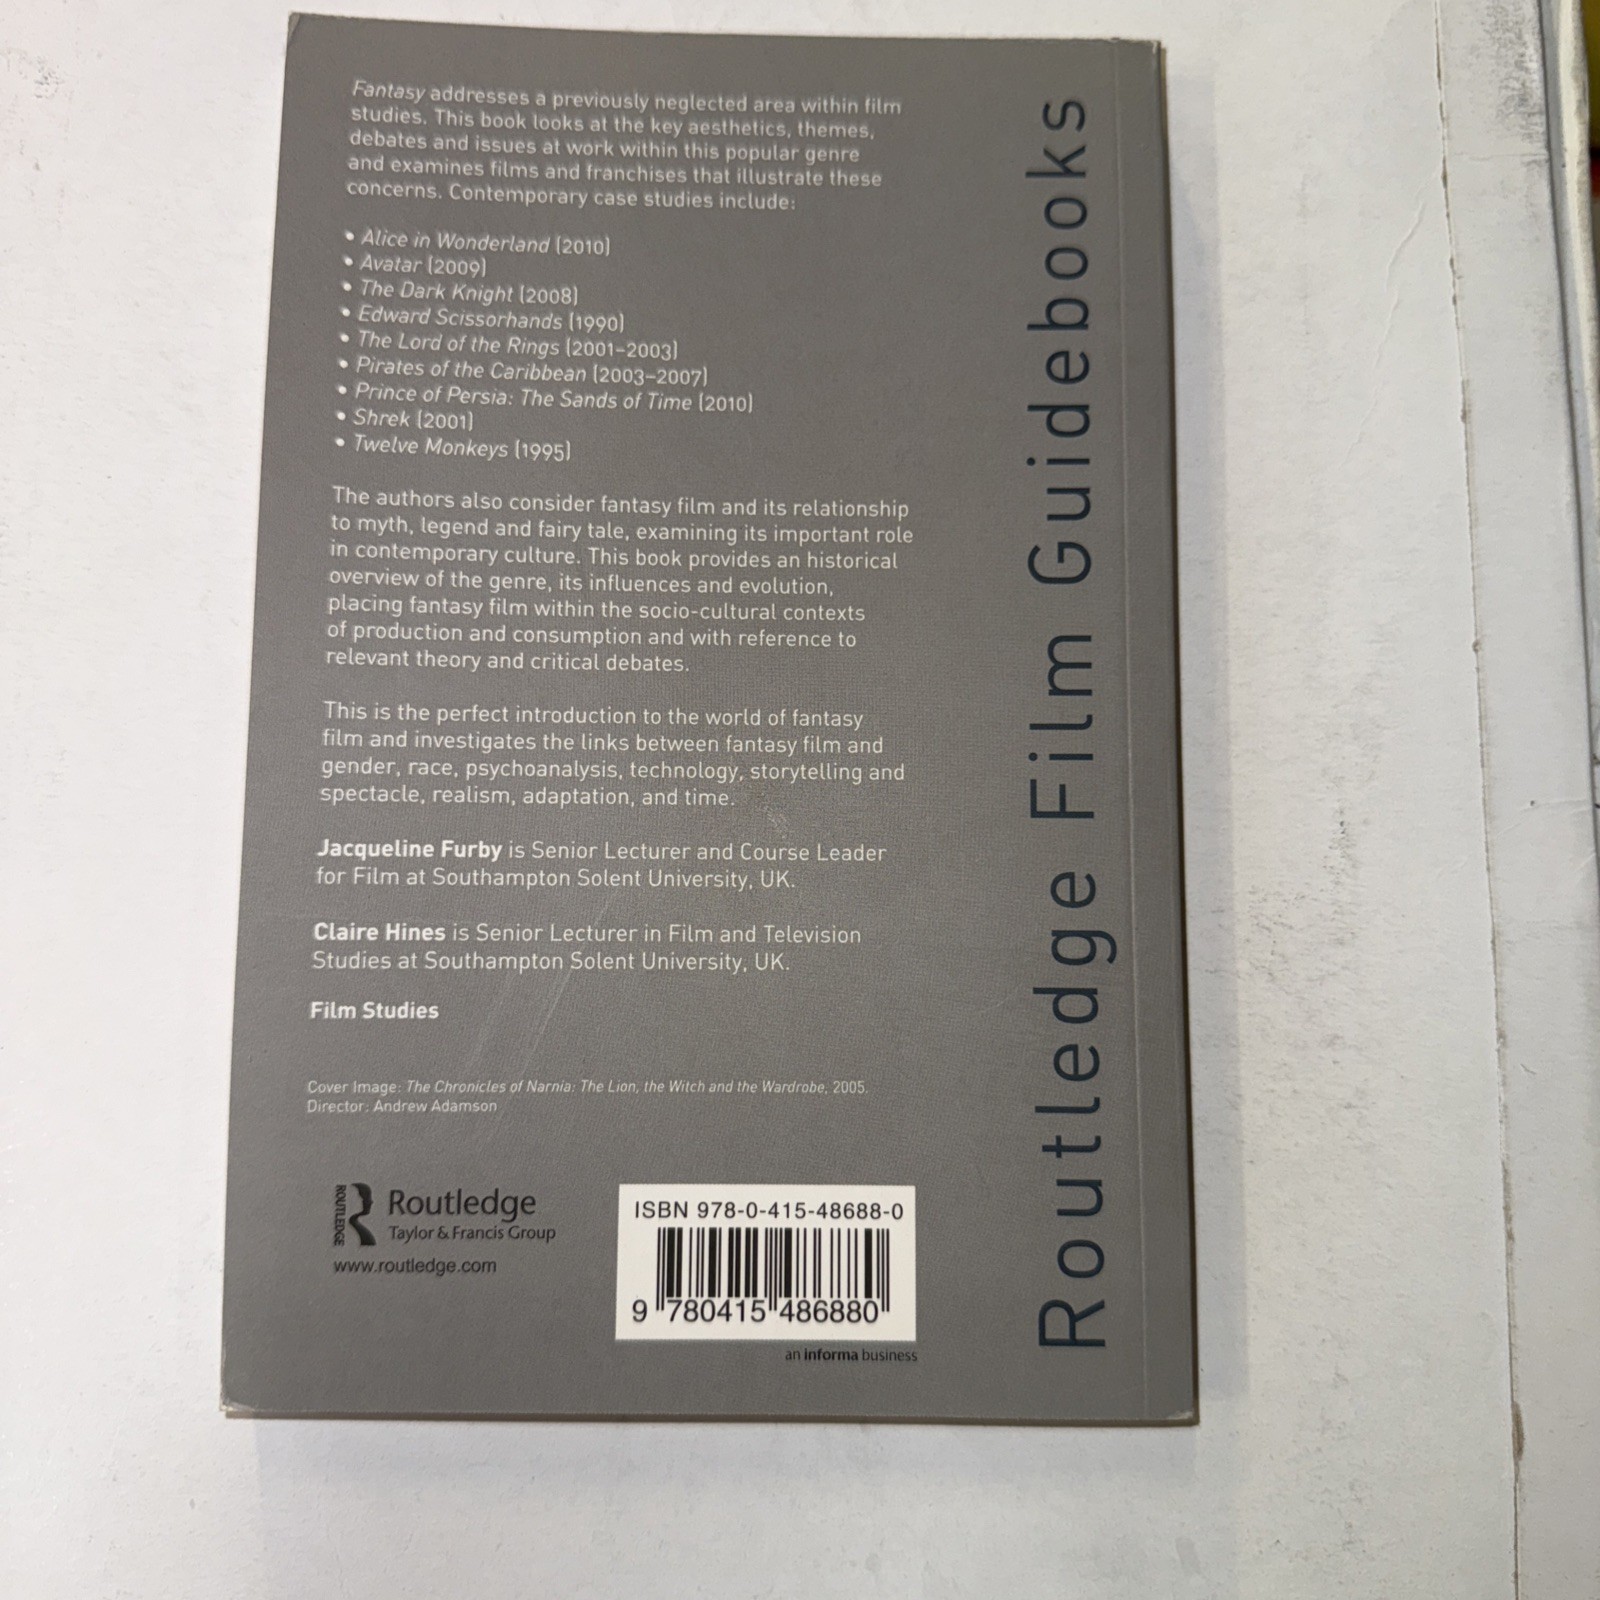 Fantasy addresses a previously neglected area within film
studies. This book looks at the key aesthetics, themes,
debates and issues at work within this popular genre
and examines films and franchises that illustrate these
concerns. Contemporary case studies include:
• Alice in Wonderland (2010)
• Avatar (2009)
• The Dark Knight (2008)
• Edward Scissorhands (1990)
• The Lord of the Rings (2001–2003)
• Pirates of the Caribbean (2003–2007)
• Prince of Persia: The Sands of Time (2010)
• Shrek (2001)
• Twelve Monkeys (1995)
The authors also consider fantasy film and its relationship
to myth, legend and fairy tale, examining its important role
in contemporary culture. This book provides an historical
overview of the genre, its influences and evolution,
placing fantasy film within the socio-cultural contexts
of production and consumption and with reference to
relevant theory and critical debates.
This is the perfect introduction to the world of fantasy
film and investigates the links between fantasy film and
gender, race, psychoanalysis, technology, storytelling and
spectacle, realism, adaptation, and time.
Jacqueline Furby is Senior Lecturer and Course Leader
for Film at Southampton Solent University, UK.
Claire Hines is Senior Lecturer in Film and Television
Studies at Southampton Solent University, UK.
Film Studies
Cover Image: The Chronicles of Narnia: The Lion, the Witch and the Wardrobe, 2005.
Director: Andrew Adamson
ROUTLEDGE
Routledge
Taylor & Francis Group
www.routledge.com
ISBN 978-0-415-48688-0
9 780415 486880
an informa business
Routledge Film Guidebooks